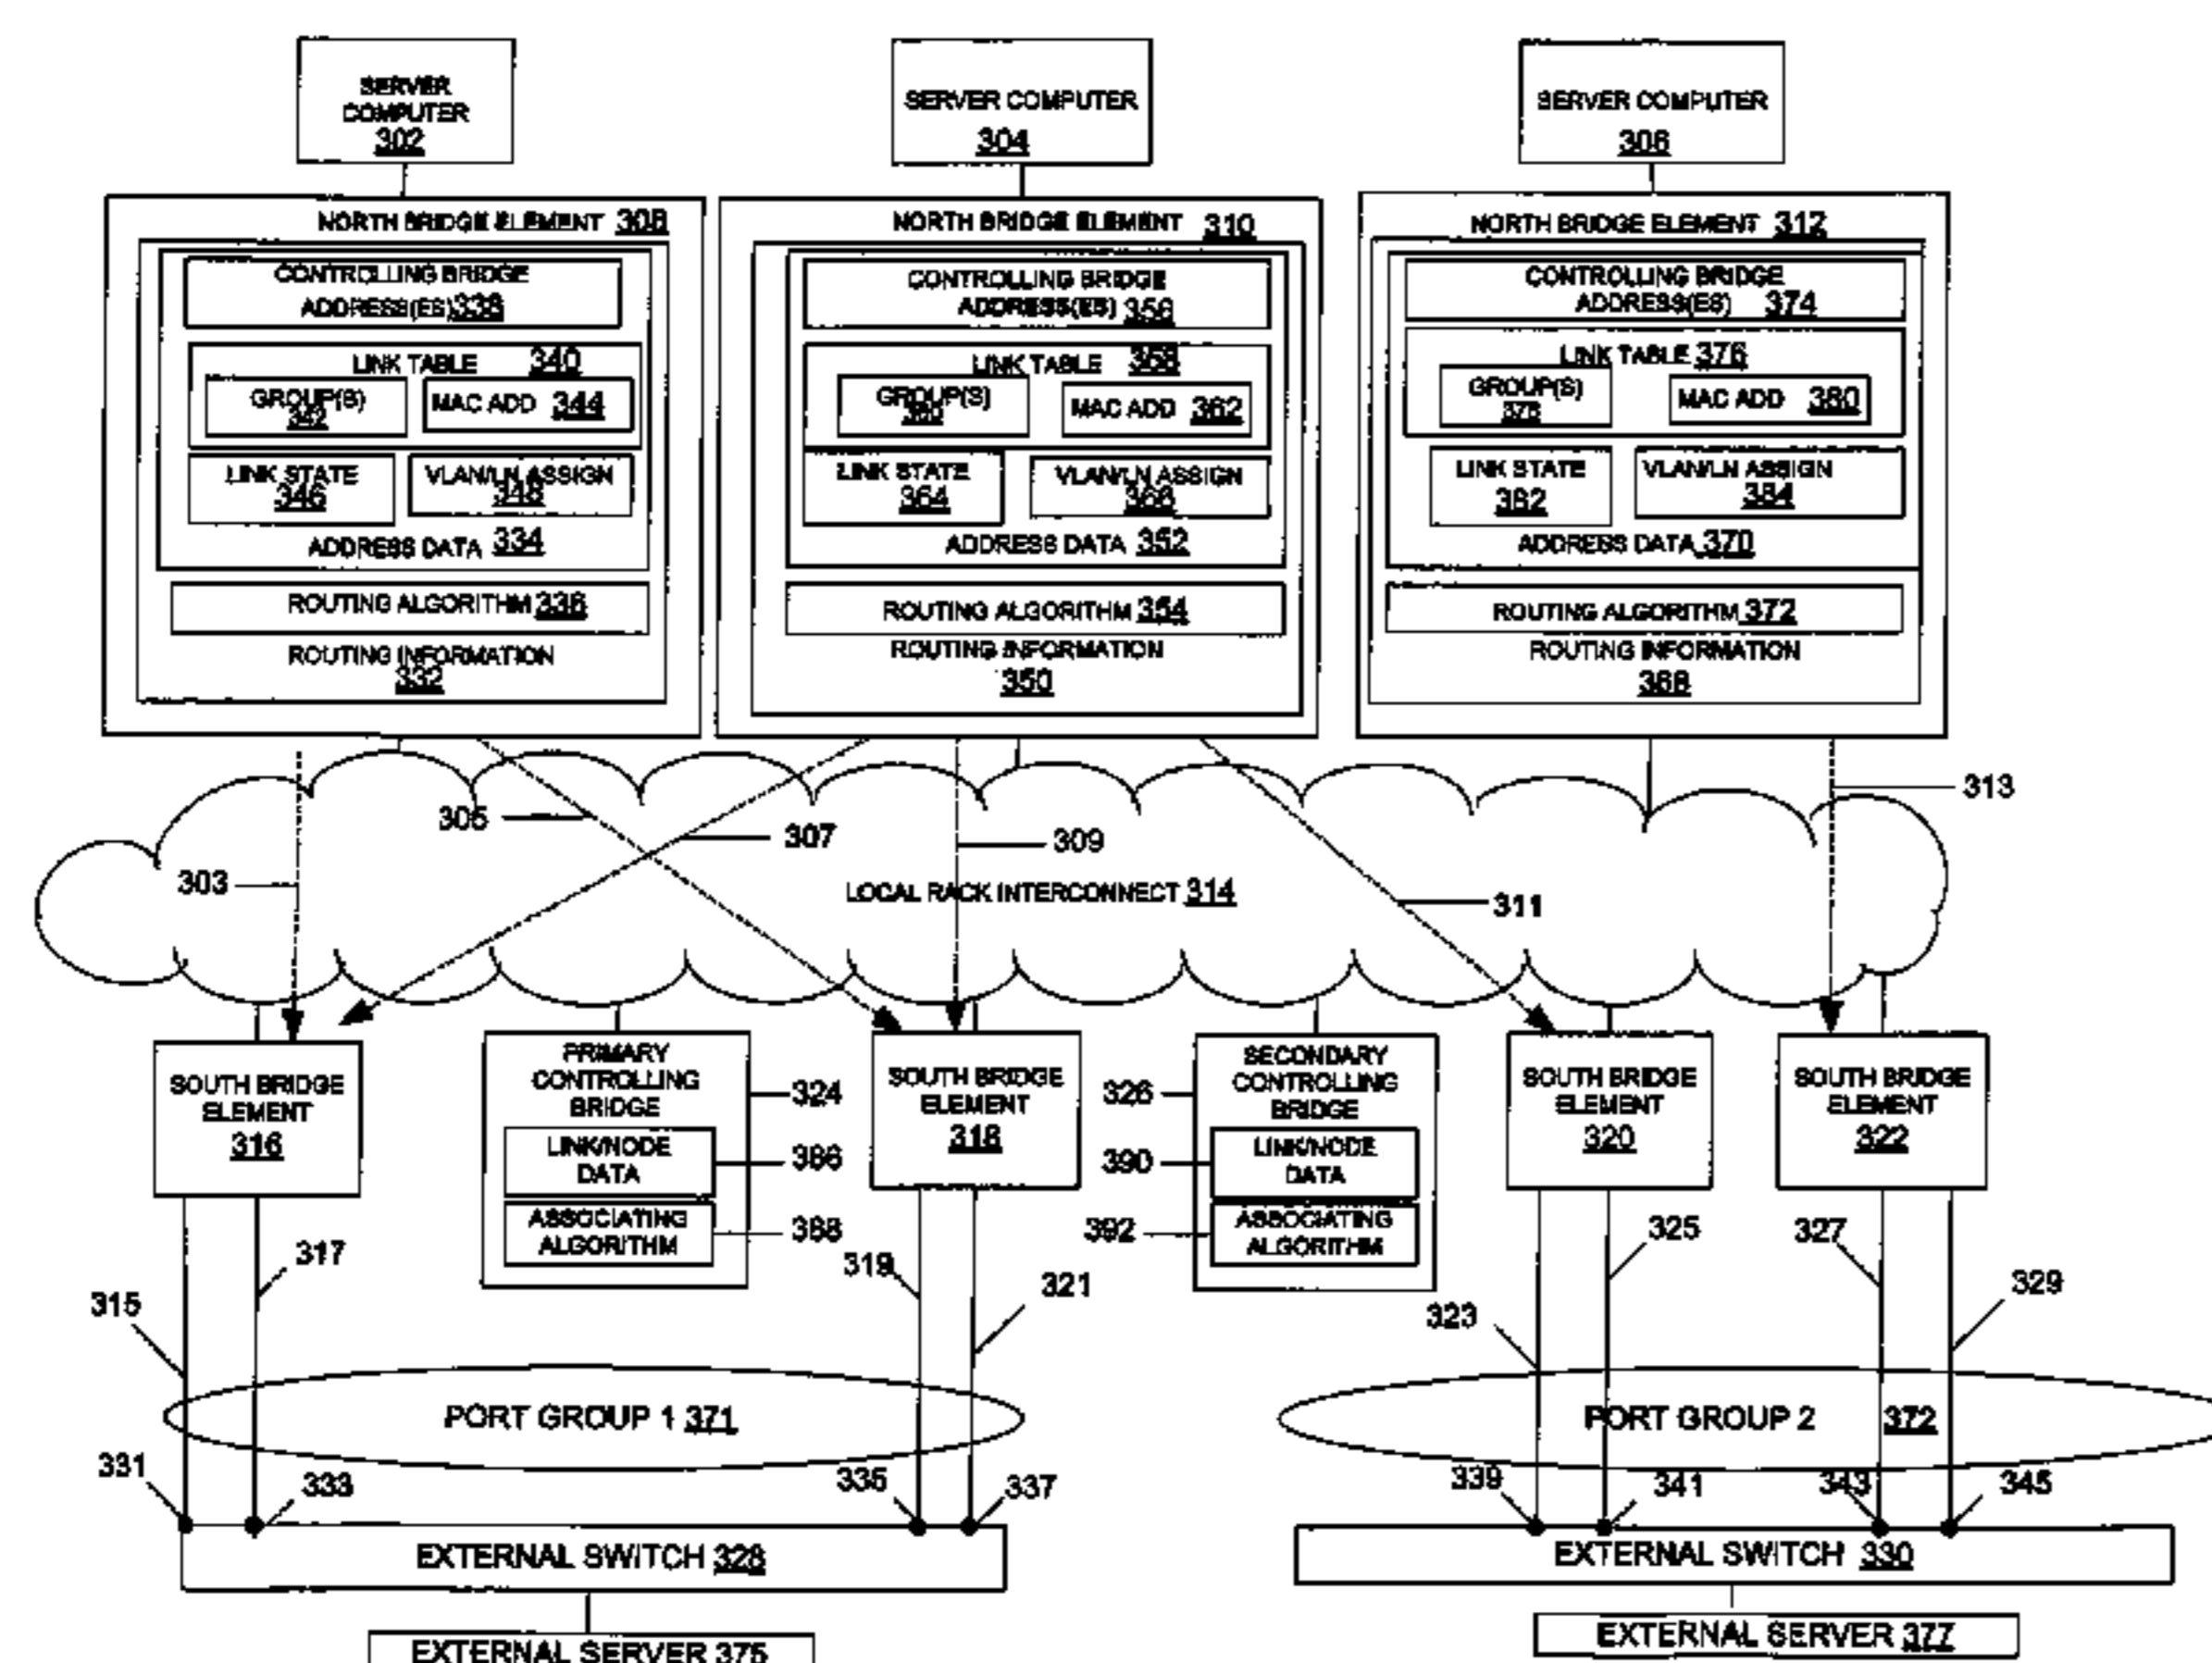 SERVER
COMPUTER
302
SERVER COMPUTER
304
SERVER COMPUTER
306
NORTH BRIDGE ELEMENT 308
CONTROLLING BRIDGE
ADDRESS(ES) 338
LINK TABLE 340
GROUP(S)
342
MAC ADD 344
LINK STATE
346
VLAN/LN ASSIGN
348
ADDRESS DATA 334
ROUTING ALGORITHM 336
ROUTING INFORMATION
332
NORTH BRIDGE ELEMENT 310
CONTROLLING BRIDGE
ADDRESS(ES) 356
LINK TABLE 358
GROUP(S)
360
MAC ADD 362
LINK STATE
364
VLAN/LN ASSIGN
366
ADDRESS DATA 352
ROUTING ALGORITHM 354
ROUTING INFORMATION
350
NORTH BRIDGE ELEMENT 312
CONTROLLING BRIDGE
ADDRESS(ES) 374
LINK TABLE 376
GROUP(S)
378
MAC ADD 380
LINK STATE
382
VLAN/LN ASSIGN
384
ADDRESS DATA 370
ROUTING ALGORITHM 372
ROUTING INFORMATION
368
313
305
307
309
303
LOCAL RACK INTERCONNECT 314
311
SOUTH BRIDGE
ELEMENT
316
PRIMARY
CONTROLLING
BRIDGE
324
LINK/NODE
DATA
386
ASSOCIATING
ALGORITHM
388
SOUTH BRIDGE
ELEMENT
318
SECONDARY
CONTROLLING
BRIDGE
326
LINK/NODE
DATA
390
ASSOCIATING
ALGORITHM
392
SOUTH BRIDGE
ELEMENT
320
SOUTH BRIDGE
ELEMENT
322
315
317
319
321
323
325
327
329
PORT GROUP 1 371
PORT GROUP 2 372
331
333
335
337
339
341
343
345
EXTERNAL SWITCH 328
EXTERNAL SWITCH 330
EXTERNAL SERVER 375
EXTERNAL SERVER 377